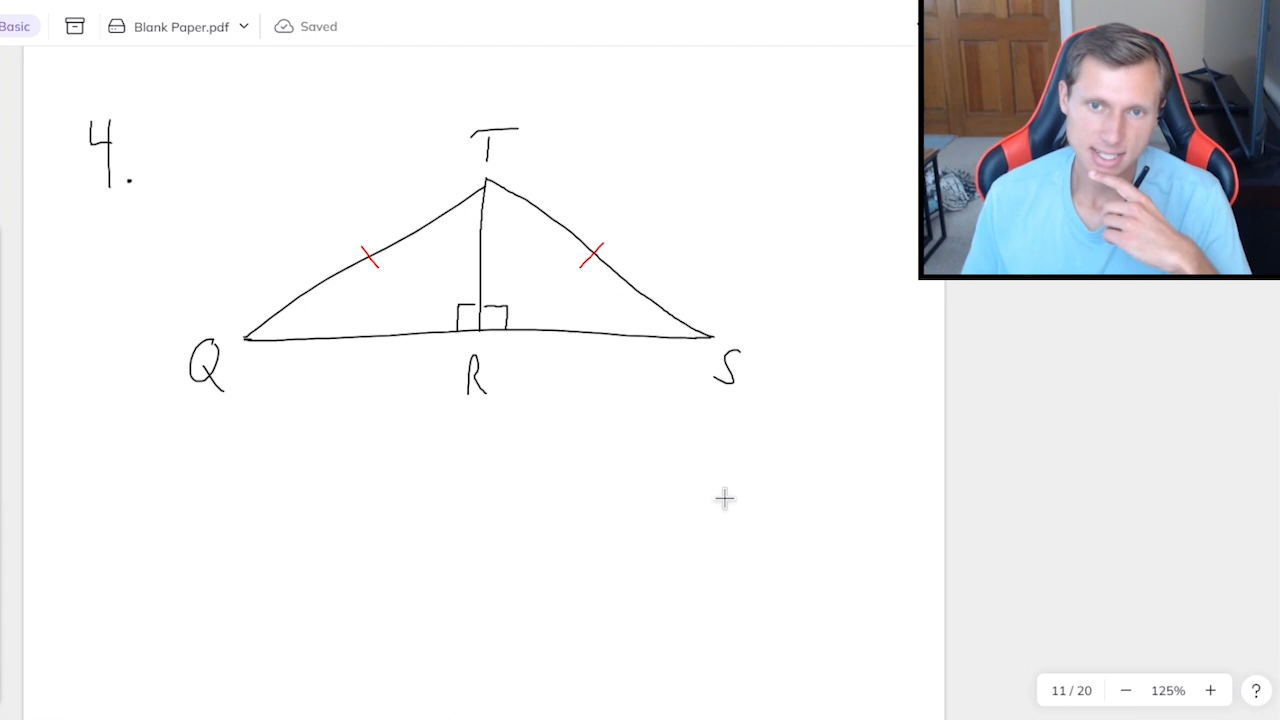 Basic
Blank Paper.pdf
Saved
4.
T
Q
R
S
11 / 20
125%
?